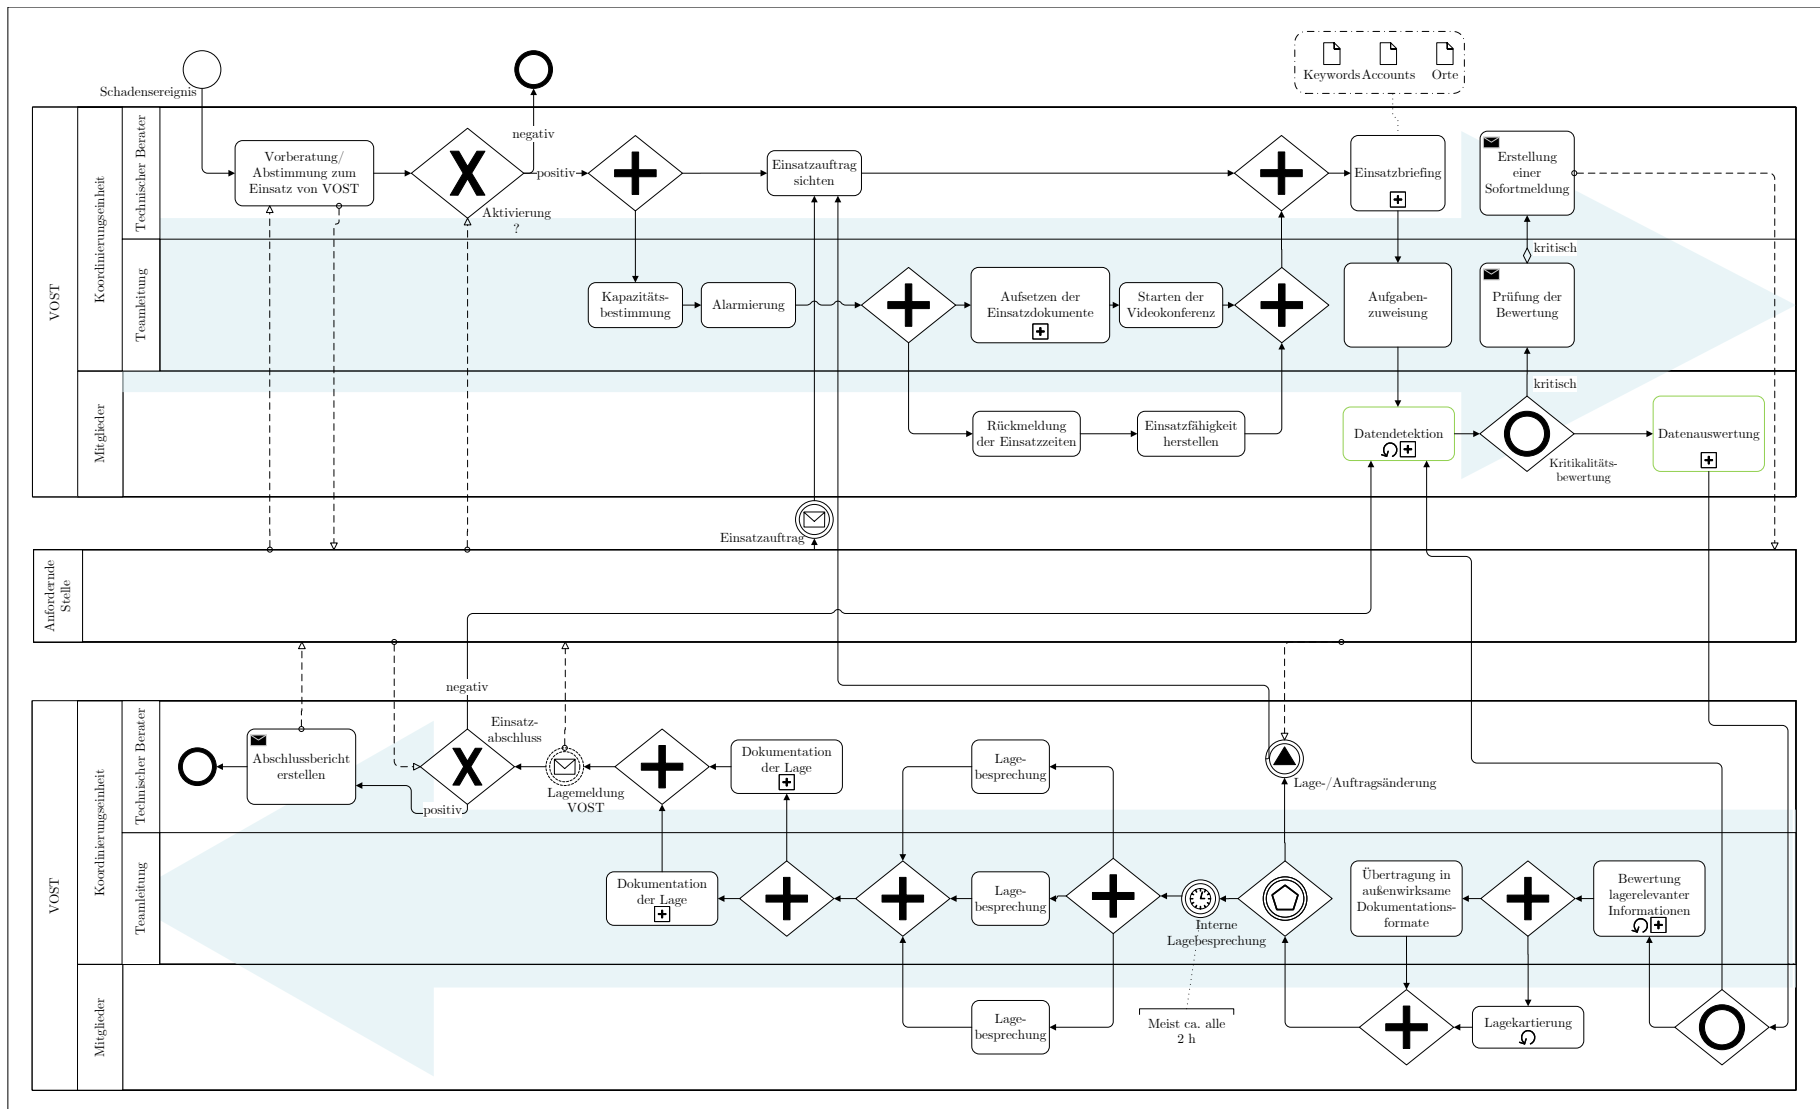 Keywords
Accounts
Orte
Schadensereignis
negativ
VOST
Koordinierungseinheit
Technischer Berater
Teamleitung
Mitglieder
Vorberatung/
Abstimmung zum
Einsatz von VOST
Aktivierung
?
positiv
Einsatzauftrag
sichten
Einsatzbriefing
Erstellung
einer
Sofortmeldung
kritisch
Kapazitäts-
bestimmung
Alarmierung
Aufsetzen der
Einsatzdokumente
Starten der
Videokonferenz
Aufgaben-
zuweisung
Prüfung der
Bewertung
kritisch
Rückmeldung
der Einsatzzeiten
Einsatzfähigkeit
herstellen
Datendetektion
Kritikalitäts-
bewertung
Datenauswertung
Einsatzauftrag
Anfordernde
Stelle
negativ
VOST
Koordinierungseinheit
Technischer Berater
Teamleitung
Mitglieder
Abschlussbericht
erstellen
positiv
Einsatz-
abschluss
Lagemeldung
VOST
Dokumentation
der Lage
Lage-
besprechung
Lage-/Auftragsänderung
Dokumentation
der Lage
Lage-
besprechung
Interne
Lagebesprechung
Übertragung in
außenwirksame
Dokumentations-
formate
Bewertung
lagerelevanter
Informationen
Lage-
besprechung
Meist ca. alle
2 h
Lagekartierung